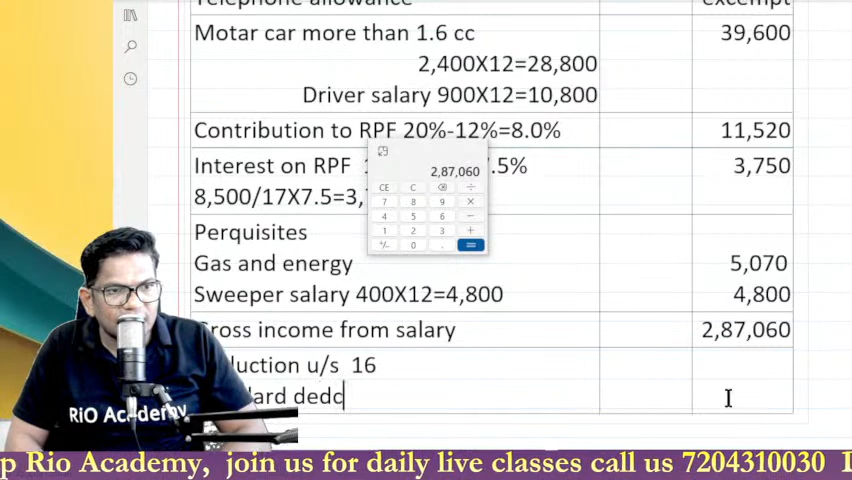 Telephone allowance excempt
Motar car more than 1.6 cc 39,600
2,400X12=28,800
Driver salary 900X12=10,800
Contribution to RPF 20%-12%=8.0% 11,520
Interest on RPF 7.5% 3,750
8,500/17X7.5=3,
2,87,060
CE C ⌫ ÷
7 8 9 ×
4 5 6 −
1 2 3 +
+/− 0 . =
Perquisites
Gas and energy 5,070
Sweeper salary 400X12=4,800 4,800
Gross income from salary 2,87,060
u/s 16
dedc
RiO Academy
p Rio Academy, join us for daily live classes call us 7204310030